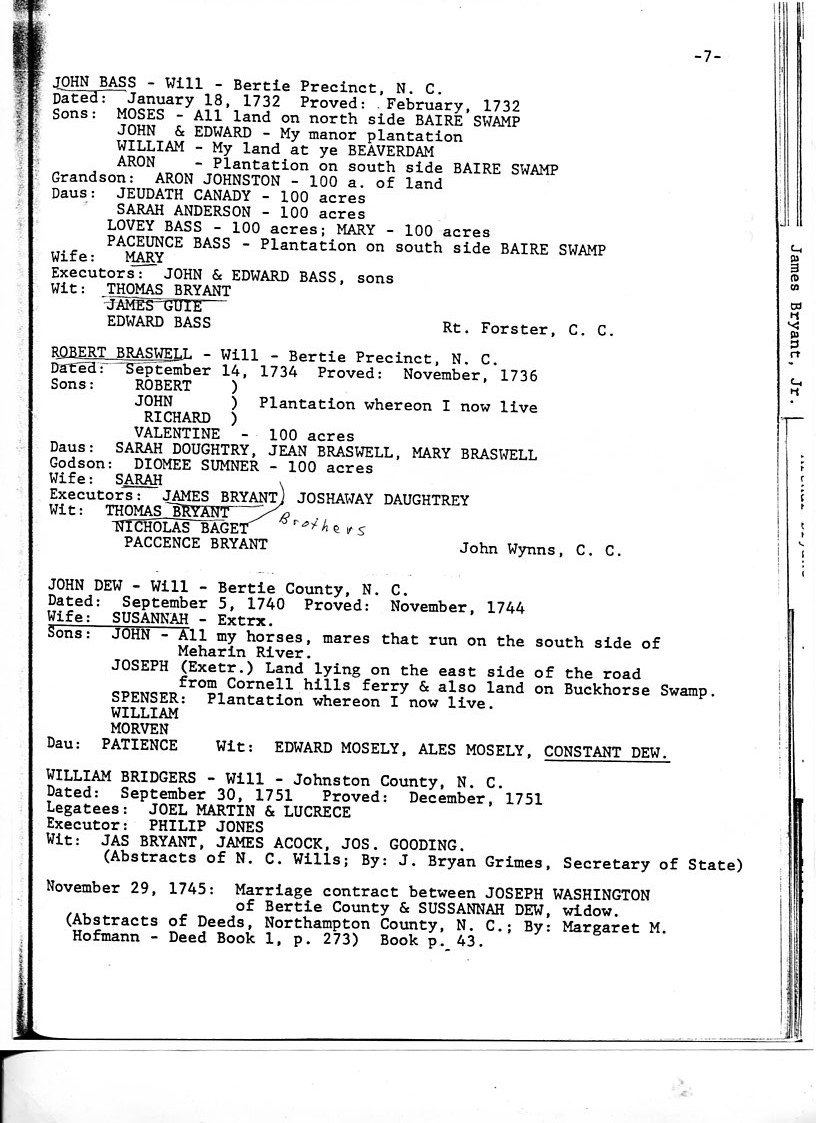 -7-
JOHN BASS - Will - Bertie Precinct, N. C.
Dated: January 18, 1732 Proved: February, 1732
Sons: MOSES - All land on north side BAIRE SWAMP
JOHN & EDWARD - My manor plantation
WILLIAM - My land at ye BEAVERDAM
ARON - Plantation on south side BAIRE SWAMP
Grandson: ARON JOHNSTON - 100 a. of land
Daus: JEUDATH CANADY - 100 acres
SARAH ANDERSON - 100 acres
LOVEY BASS - 100 acres; MARY - 100 acres
PACEUNCE BASS - Plantation on south side BAIRE SWAMP
Wife: MARY
Executors: JOHN & EDWARD BASS, sons
Wit: THOMAS BRYANT
JAMES GUIE
EDWARD BASS
Rt. Forster, C. C.
ROBERT BRASWELL - Will - Bertie Precinct, N. C.
Dated: September 14, 1734 Proved: November, 1736
Sons: ROBERT )
JOHN ) Plantation whereon I now live
RICHARD )
VALENTINE - 100 acres
Daus: SARAH DOUGHTRY, JEAN BRASWELL, MARY BRASWELL
Godson: DIOMEE SUMNER - 100 acres
Wife: SARAH
Executors: JAMES BRYANT, JOSHAWAY DAUGHTREY
Wit: THOMAS BRYANT
NICHOLAS BAGET
Brothers
PACCENCE BRYANT
John Wynns, C. C.
JOHN DEW - Will - Bertie County, N. C.
Dated: September 5, 1740 Proved: November, 1744
Wife: SUSANNAH - Extrx.
Sons: JOHN - All my horses, mares that run on the south side of
Meharin River.
JOSEPH (Exetr.) Land lying on the east side of the road
from Cornell hills ferry & also land on Buckhorse Swamp.
SPENSER: Plantation whereon I now live.
WILLIAM
MORVEN
Dau: PATIENCE Wit: EDWARD MOSELY, ALES MOSELY, CONSTANT DEW.
WILLIAM BRIDGERS - Will - Johnston County, N. C.
Dated: September 30, 1751 Proved: December, 1751
Legatees: JOEL MARTIN & LUCRECE
Executor: PHILIP JONES
Wit: JAS BRYANT, JAMES ACOCK, JOS. GOODING.
(Abstracts of N. C. Wills; By: J. Bryan Grimes, Secretary of State)
November 29, 1745: Marriage contract between JOSEPH WASHINGTON
of Bertie County & SUSSANNAH DEW, widow.
(Abstracts of Deeds, Northampton County, N. C.; By: Margaret M.
Hofmann - Deed Book 1, p. 273) Book p. 43.
James Bryant, Jr.